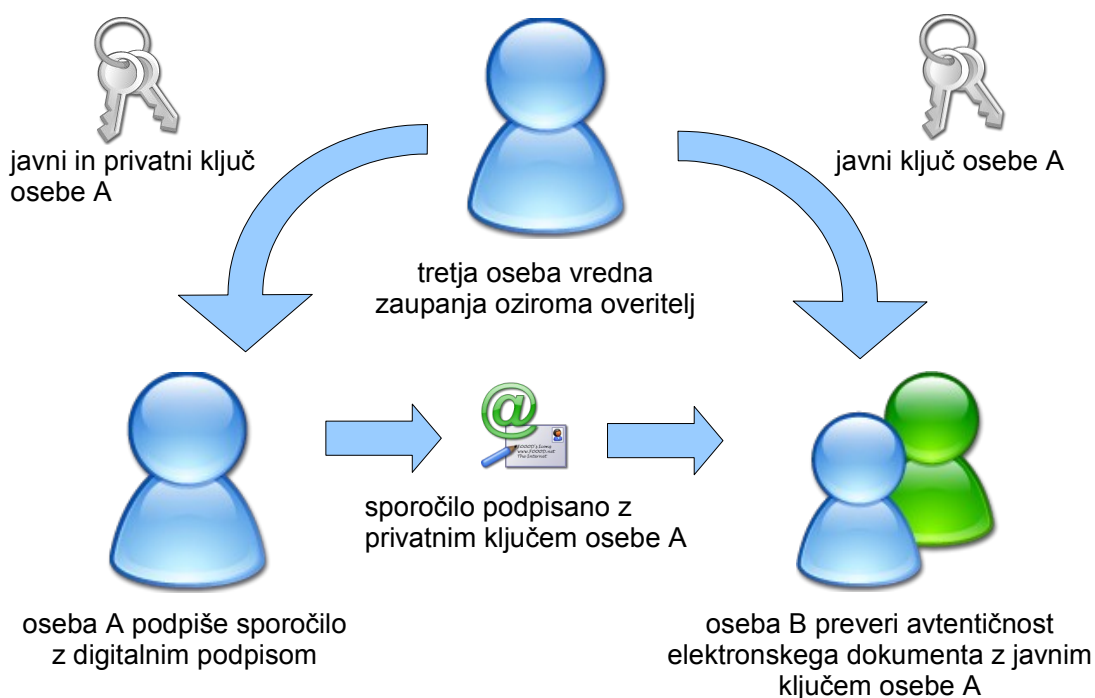 javni in privatni ključ
osebe A
javni ključ osebe A
tretja oseba vredna
zaupanja oziroma overitelj
sporočilo podpisano z
privatnim ključem osebe A
oseba A podpiše sporočilo
z digitalnim podpisom
oseba B preveri avtentičnost
elektronskega dokumenta z javnim
ključem osebe A